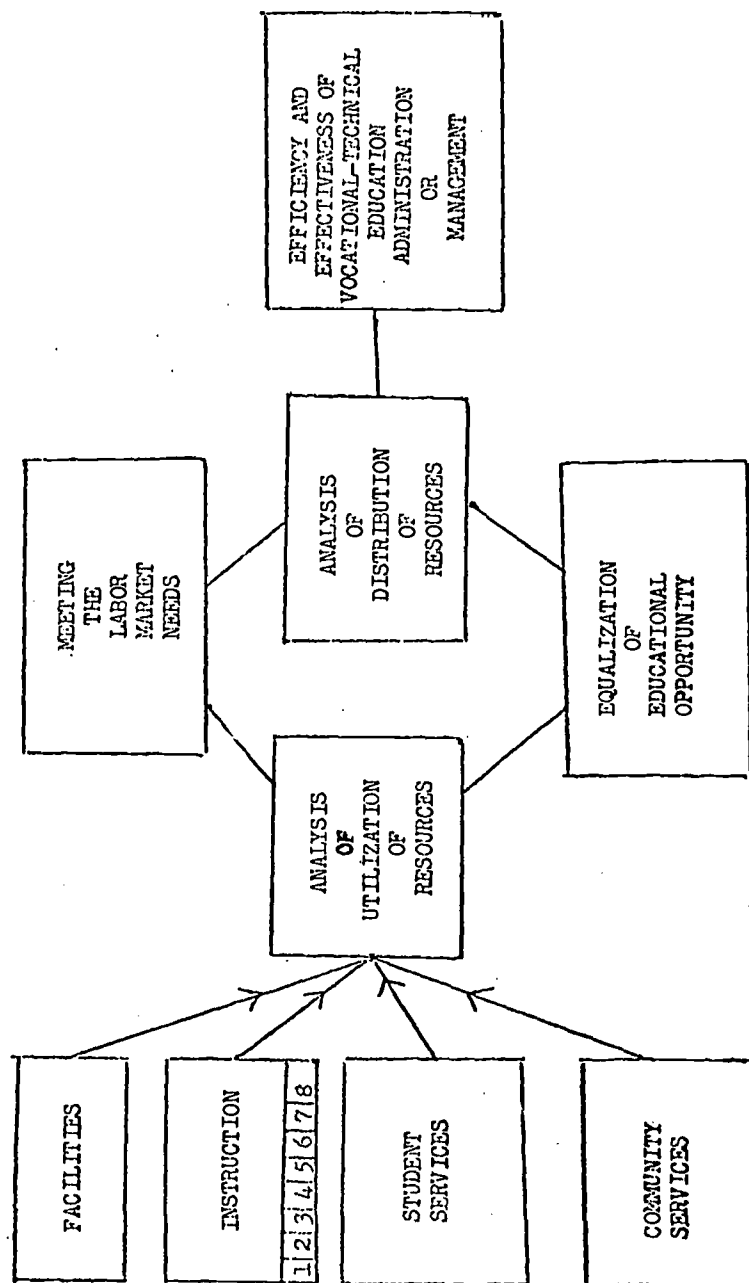 FACILITIES
INSTRUCTION
1|2|3|4|5|6|7|8
STUDENT
SERVICES
COMMUNITY
SERVICES
ANALYSIS
OF
UTILIZATION
OF
RESOURCES
MEETING
THE
LABOR
MARKET
NEEDS
EQUALIZATION
OF
EDUCATIONAL
OPPORTUNITY
ANALYSIS
OF
DISTRIBUTION
OF
RESOURCES
EFFICIENCY AND
EFFECTIVENESS OF
VOCATIONAL-TECHNICAL
EDUCATION
ADMINISTRATION
OR
MANAGEMENT